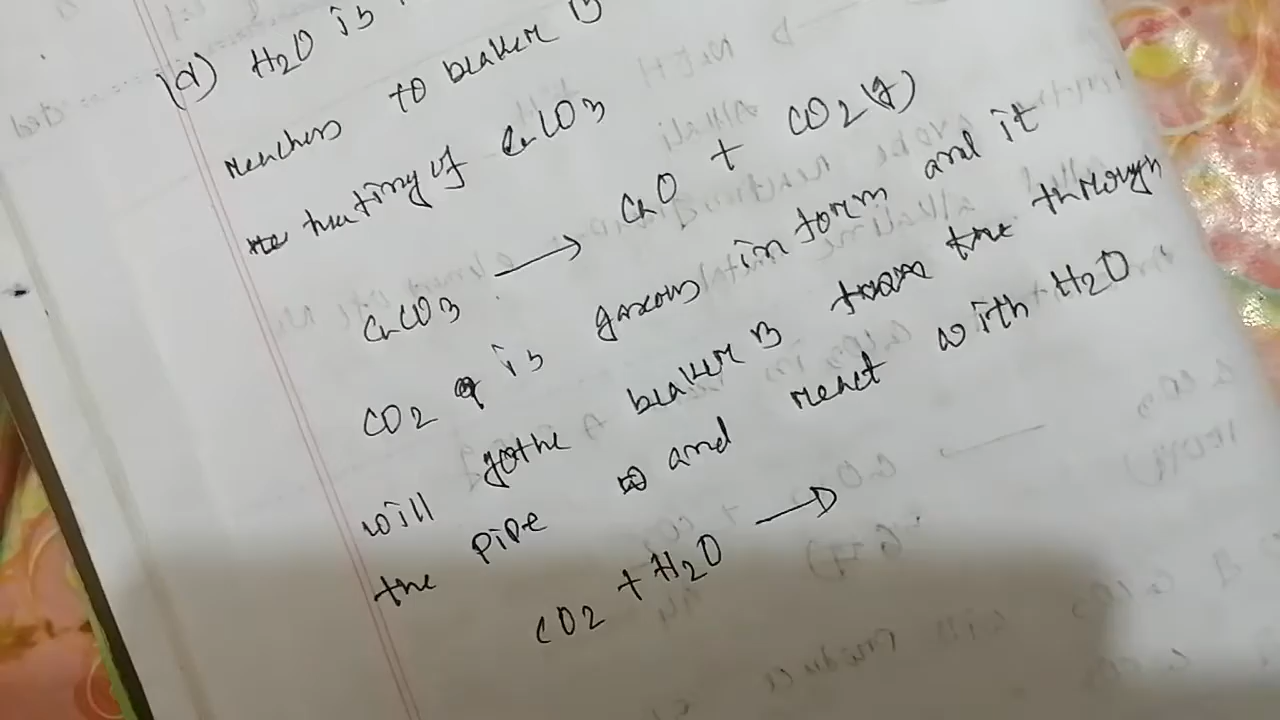 (d) H2O is
reaches to beaker B
heating of CaCO3
CaCO3 → CaO + CO2(g)
CO2 is gaseous in form and it
will go the beaker B from the through
the pipe and react with H2O
CO2 + H2O →